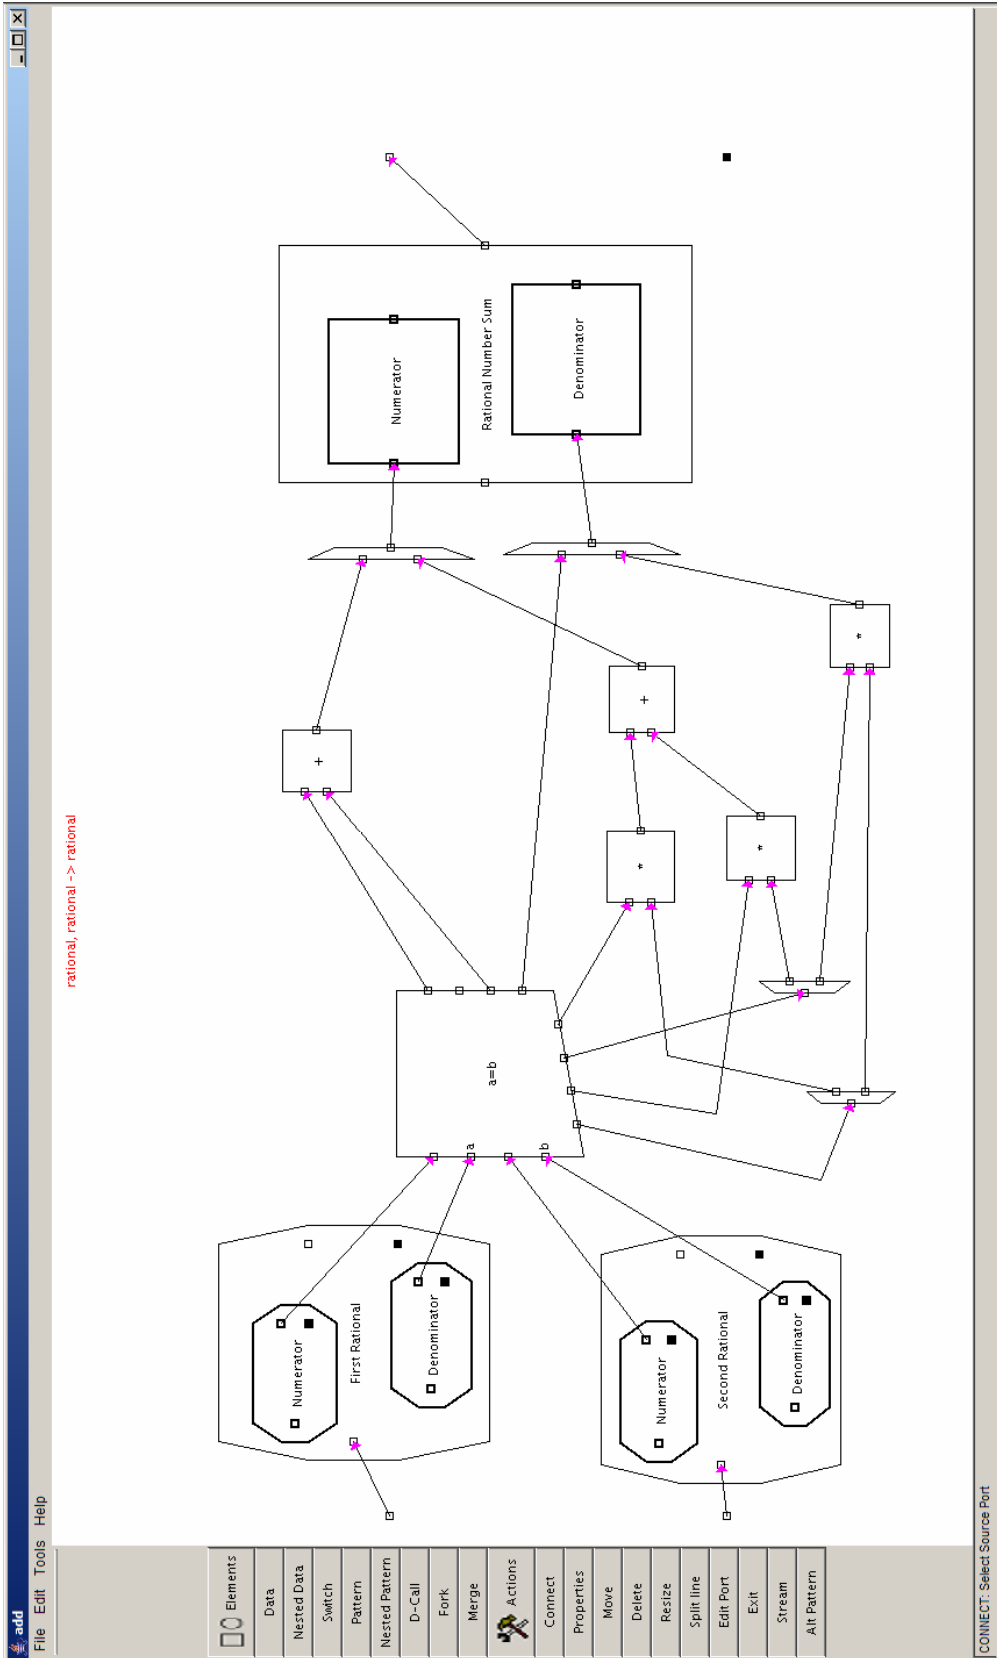 add
File Edit Tools Help
Elements
Data
Nested Data
Switch
Pattern
Nested Pattern
D-Call
Fork
Merge
Actions
Connect
Properties
Move
Delete
Resize
Split line
Edit Port
Exit
Stream
Alt Pattern
rational, rational -> rational
Numerator
First Rational
Denominator
Numerator
Second Rational
Denominator
a
b
a=b
+
*
*
+
*
Numerator
Rational Number Sum
Denominator
CONNECT: Select Source Port